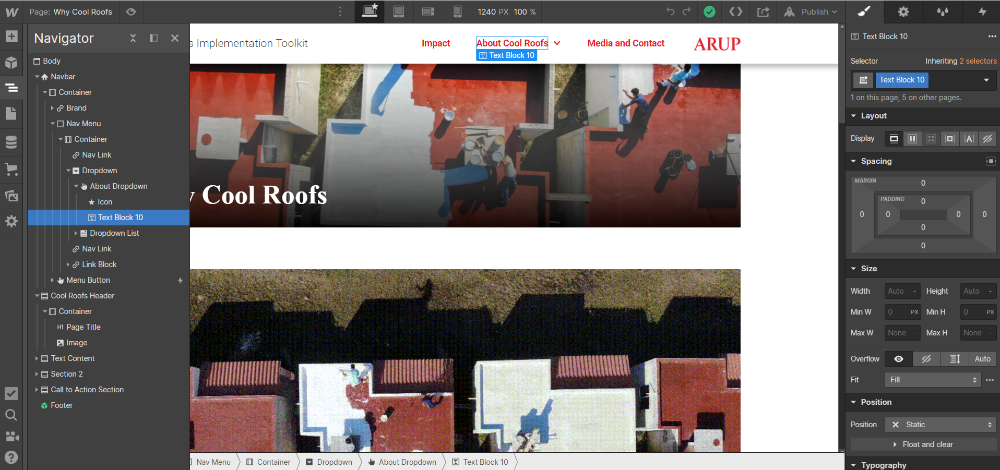 Page: Why Cool Roofs
1240 PX 100 %
Publish
Navigator
Body
Navbar
Container
Brand
Nav Menu
Container
Nav Link
Dropdown
About Dropdown
Icon
Text Block 10
Dropdown List
Nav Link
Link Block
Menu Button
Cool Roofs Header
Container
H1 Page Title
Image
Text Content
Section 2
Call to Action Section
Footer
s Implementation Toolkit
Impact
About Cool Roofs
Media and Contact
ARUP
Text Block 10
y Cool Roofs
Nav Menu
Container
Dropdown
About Dropdown
Text Block 10
Text Block 10
Selector
Inheriting 2 selectors
Text Block 10
1 on this page, 5 on other pages.
Layout
Display
Spacing
MARGIN
0
PADDING
0
0
0
0
0
0
0
Size
Width Auto - Height Auto -
Min W 0 PX Min H 0 PX
Max W None - Max H None -
Overflow Auto
Fit Fill
Position
Position Static
Float and clear
Typography